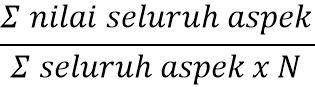 Σ nilai seluruh aspek
Σ seluruh aspek x N